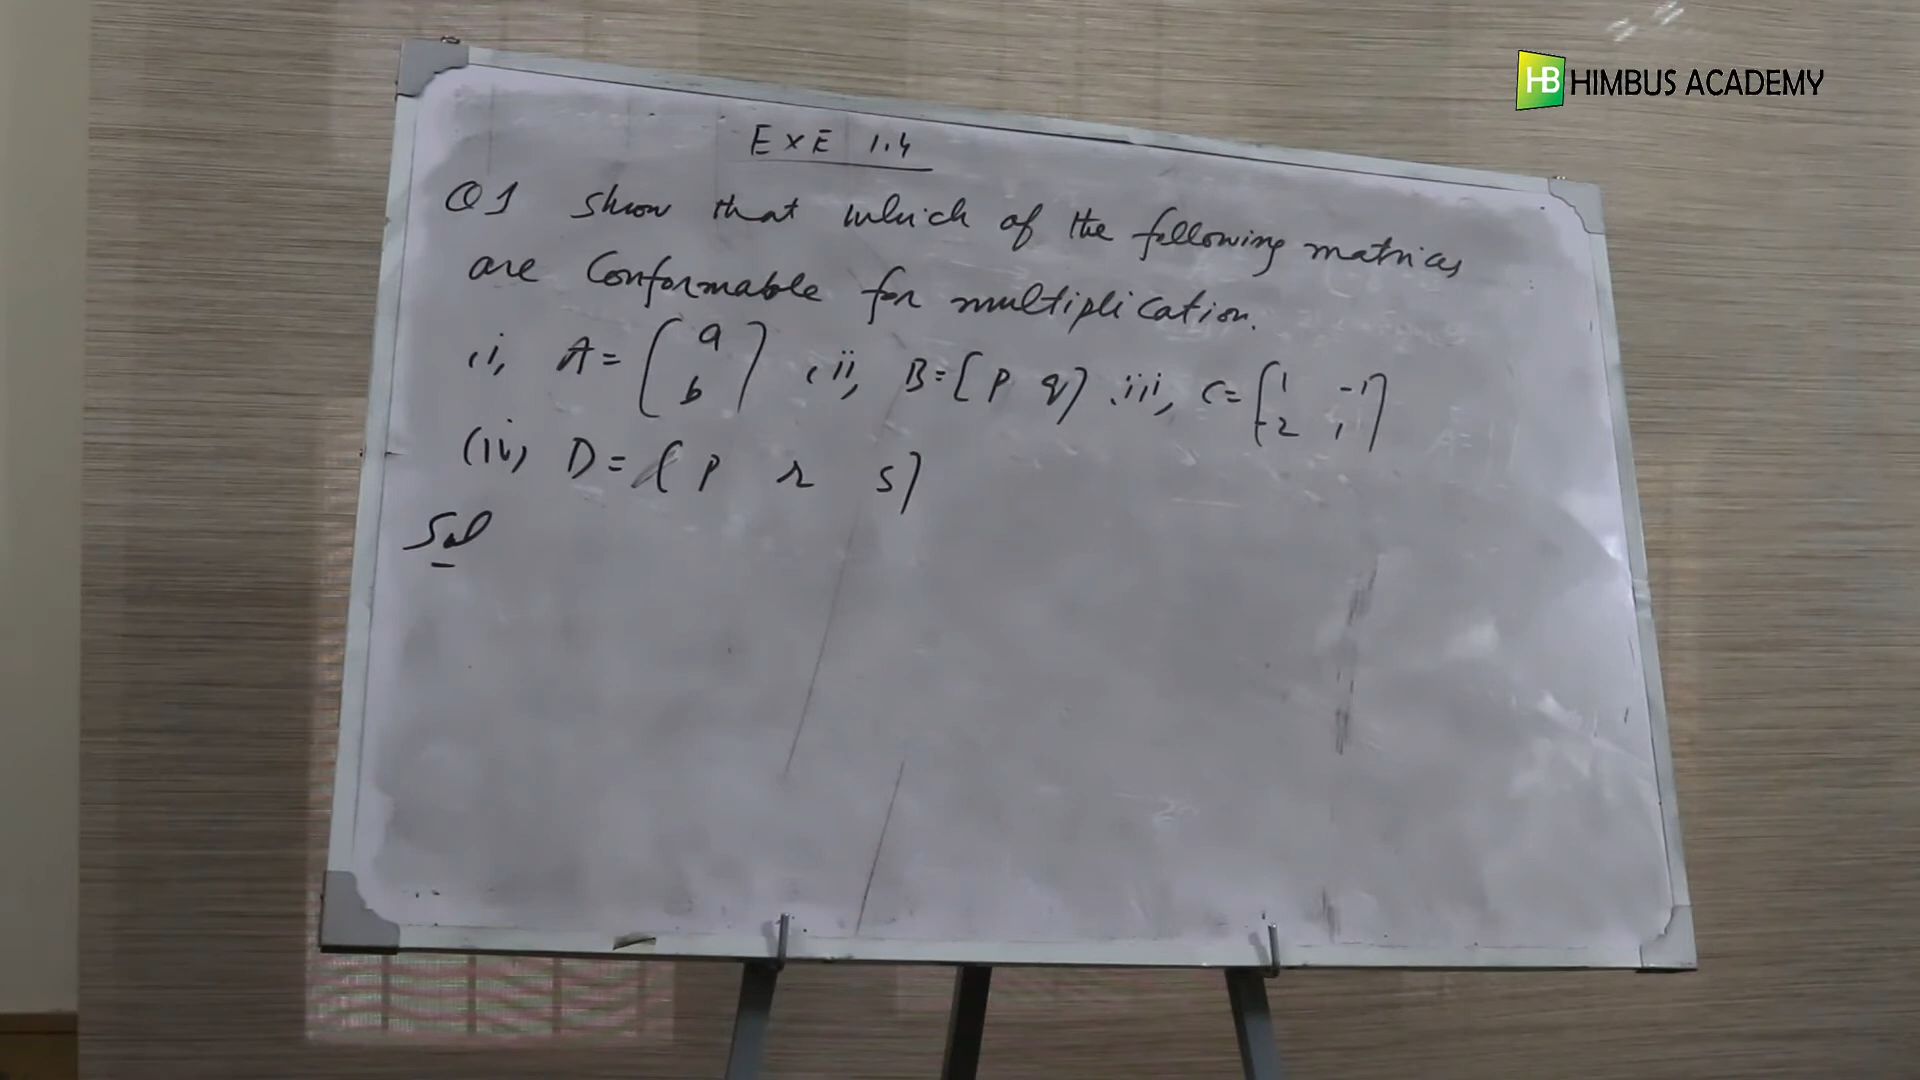 HB HIMBUS ACADEMY
EXE 1.4
Q1 Show that which of the following matrices
are Conformable for multiplication.
(i, A = [a b] (ii, B = [p q] iii, C = [1 -1 -2 1]
(iv) D = [p r s]
Sol